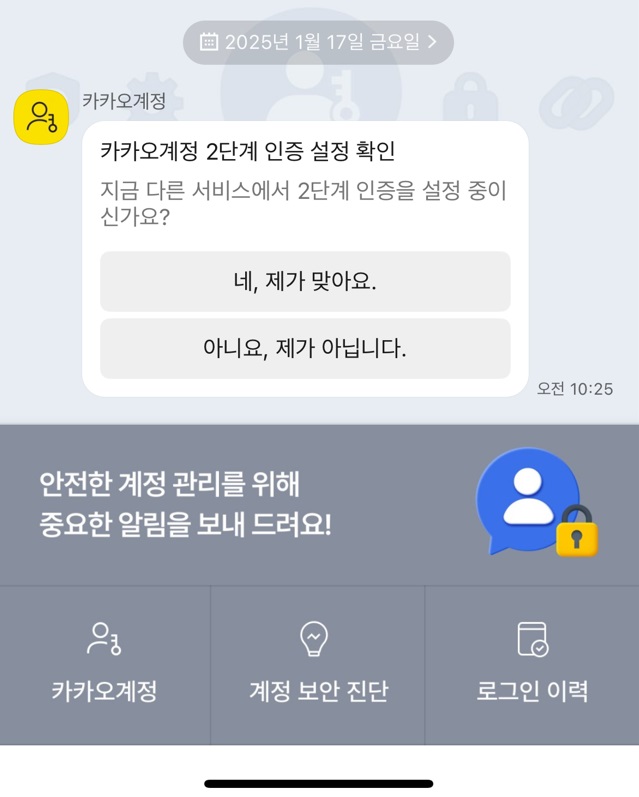 2025년 1월 17일 금요일
카카오계정
카카오계정 2단계 인증 설정 확인
지금 다른 서비스에서 2단계 인증을 설정 중이
신가요?
네, 제가 맞아요.
아니요, 제가 아닙니다.
오전 10:25
안전한 계정 관리를 위해
중요한 알림을 보내 드려요!
카카오계정
계정 보안 진단
로그인 이력